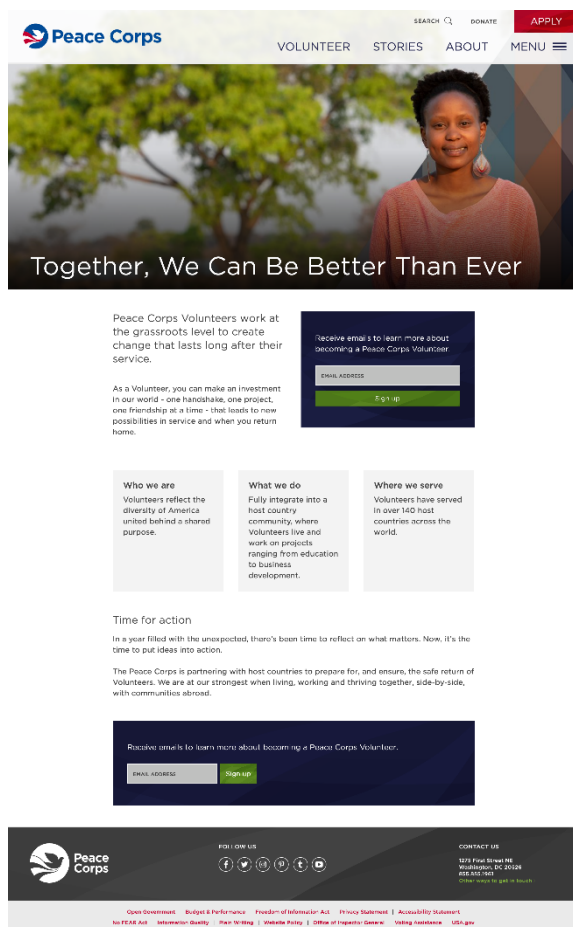 SEARCH
DONATE
APPLY
Peace Corps
VOLUNTEER
STORIES
ABOUT
MENU
Together, We Can Be Better Than Ever
Peace Corps Volunteers work at
the grassroots level to create
change that lasts long after their
service.
As a Volunteer, you can make an investment
in our world - one handshake, one project,
one friendship at a time - that leads to new
possibilities in service and when you return
home.
Receive emails to learn more about
becoming a Peace Corps Volunteer.
EMAIL ADDRESS
Sign up
Who we are
Volunteers reflect the
diversity of America
united behind a shared
purpose.
What we do
Fully integrate into a
host country
community, where
Volunteers live and
work on projects
ranging from education
to business
development.
Where we serve
Volunteers have served
in over 140 host
countries across the
world.
Time for action
In a year filled with the unexpected, there's been time to reflect on what matters. Now, it's the
time to put ideas into action.
The Peace Corps is partnering with host countries to prepare for, and ensure, the safe return of
Volunteers. We are at our strongest when living, working and thriving together, side-by-side,
with communities abroad.
Receive emails to learn more about becoming a Peace Corps Volunteer.
EMAIL ADDRESS
Sign up
Peace
Corps
FOLLOW US
CONTACT US
1275 First Street NE
Washington, DC 20526
855.855.1961
Other ways to get in touch
Open Government Budget & Performance Freedom of Information Act Privacy Statement | Accessibility Statement
No FEAR Act Information Quality | Plain Writing | Website Policy | Office of Inspector General Voting Assistance USA.gov